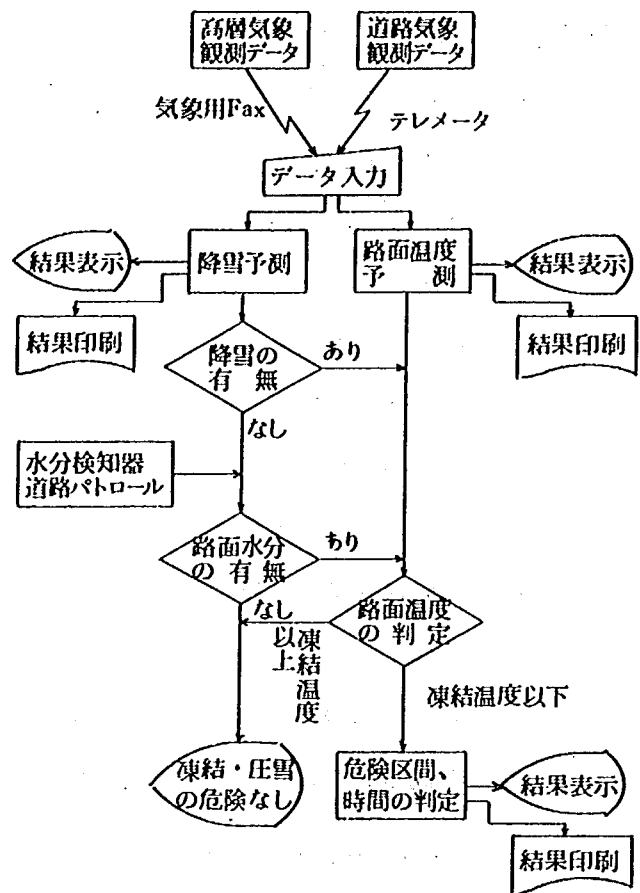 高層気象
観測データ
道路気象
観測データ
気象用Fax
テレメータ
データ入力
結果表示
降雪予測
路面温度
予 測
結果表示
結果印刷
結果印刷
降雪の
有 無
あり
なし
水分検知器
道路パトロール
路面水分
の 有 無
あり
なし
路面温度
の 判 定
凍結温度
以上
凍結温度以下
凍結・圧雪
の危険なし
危険区間、
時間の判定
結果表示
結果印刷